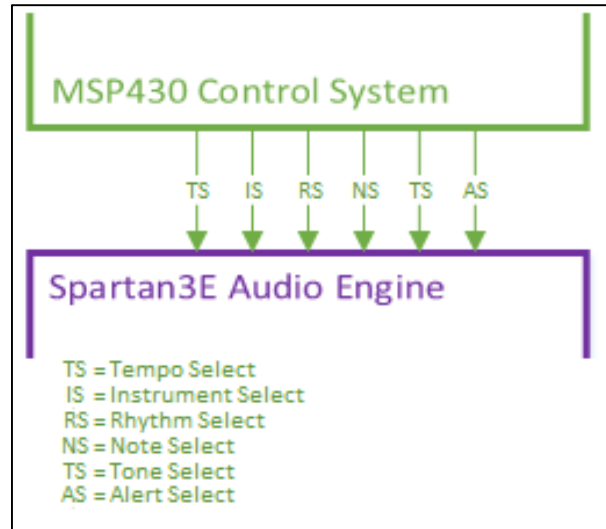 MSP430 Control System
TS IS RS NS TS AS
Spartan3E Audio Engine
TS = Tempo Select
IS = Instrument Select
RS = Rhythm Select
NS = Note Select
TS = Tone Select
AS = Alert Select